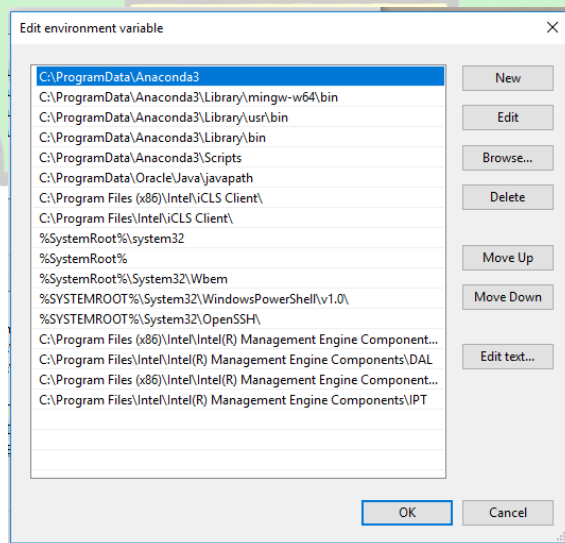 Edit environment variable
C:\ProgramData\Anaconda3
C:\ProgramData\Anaconda3\Library\mingw-w64\bin
C:\ProgramData\Anaconda3\Library\usr\bin
C:\ProgramData\Anaconda3\Library\bin
C:\ProgramData\Anaconda3\Scripts
C:\ProgramData\Oracle\Java\javapath
C:\Program Files (x86)\Intel\iCLS Client\
C:\Program Files\Intel\iCLS Client\
%SystemRoot%\system32
%SystemRoot%
%SystemRoot%\System32\Wbem
%SYSTEMROOT%\System32\WindowsPowerShell\v1.0\
%SYSTEMROOT%\System32\OpenSSH\
C:\Program Files (x86)\Intel\Intel(R) Management Engine Component...
C:\Program Files\Intel\Intel(R) Management Engine Components\DAL
C:\Program Files (x86)\Intel\Intel(R) Management Engine Component...
C:\Program Files\Intel\Intel(R) Management Engine Components\IPT
New
Edit
Browse...
Delete
Move Up
Move Down
Edit text...
OK
Cancel